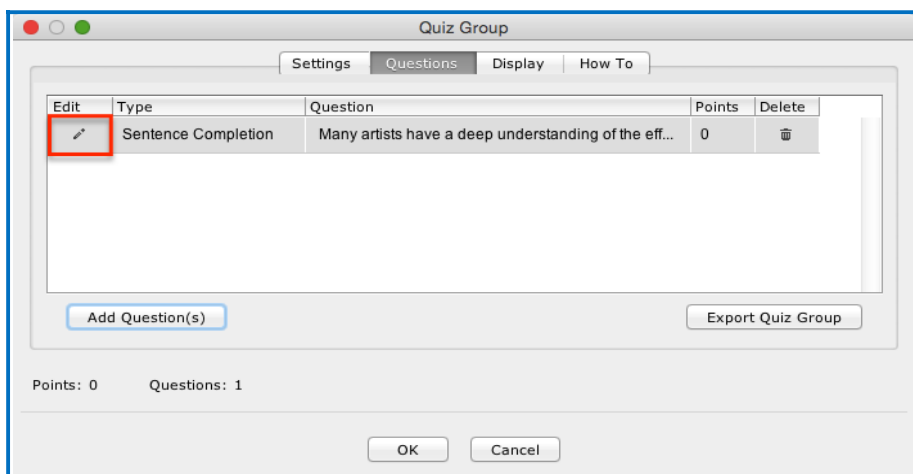 Quiz Group
Settings Questions Display How To
Edit Type Question Points Delete
Sentence Completion Many artists have a deep understanding of the eff... 0
Add Question(s) Export Quiz Group
Points: 0 Questions: 1
OK Cancel